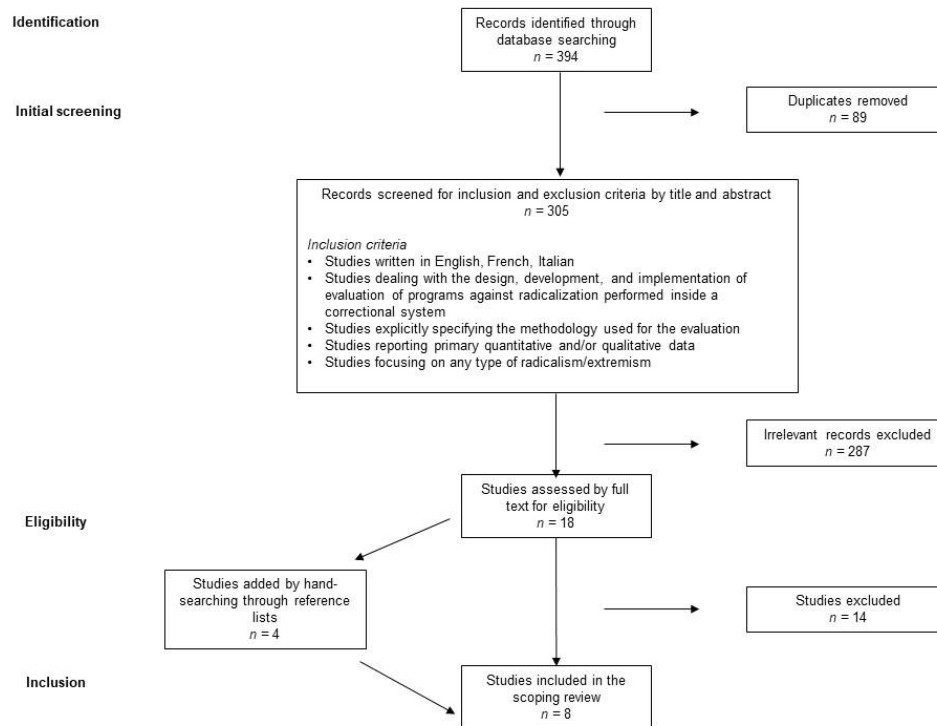 Identification
Records identified through
database searching
n = 394
Initial screening
Duplicates removed
n = 89
Records screened for inclusion and exclusion criteria by title and abstract
n = 305
Inclusion criteria
• Studies written in English, French, Italian
• Studies dealing with the design, development, and implementation of
evaluation of programs against radicalization performed inside a
correctional system
• Studies explicitly specifying the methodology used for the evaluation
• Studies reporting primary quantitative and/or qualitative data
• Studies focusing on any type of radicalism/extremism
Irrelevant records excluded
n = 287
Studies assessed by full
text for eligibility
n = 18
Eligibility
Studies added by hand-
searching through reference
lists
n = 4
Studies excluded
n = 14
Inclusion
Studies included in the
scoping review
n = 8